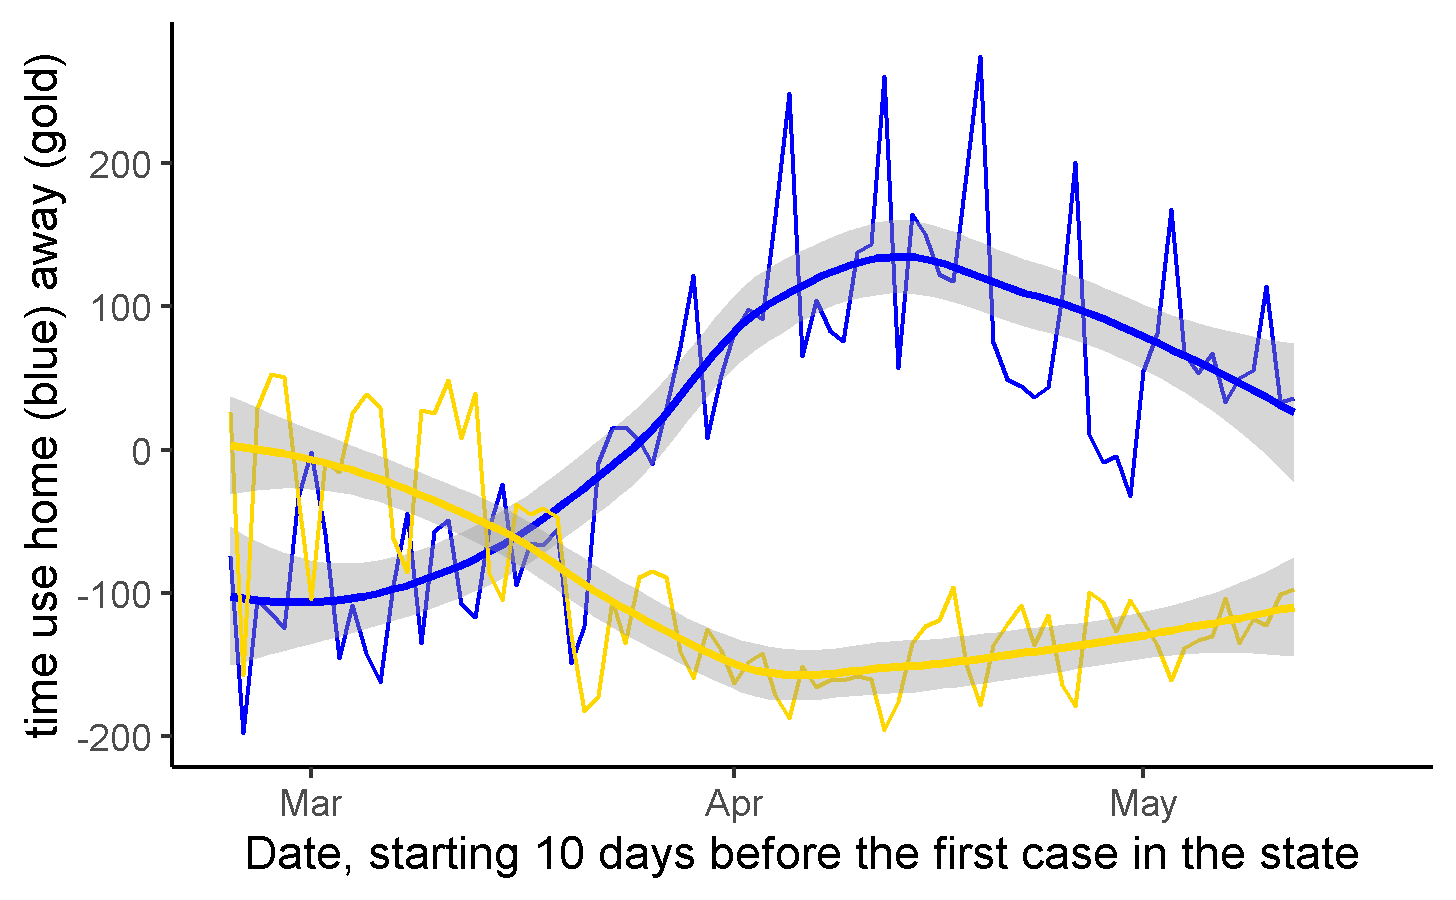 time use home (blue) away (gold)
200
100
0
-100
-200
Mar
Apr
May
Date, starting 10 days before the first case in the state